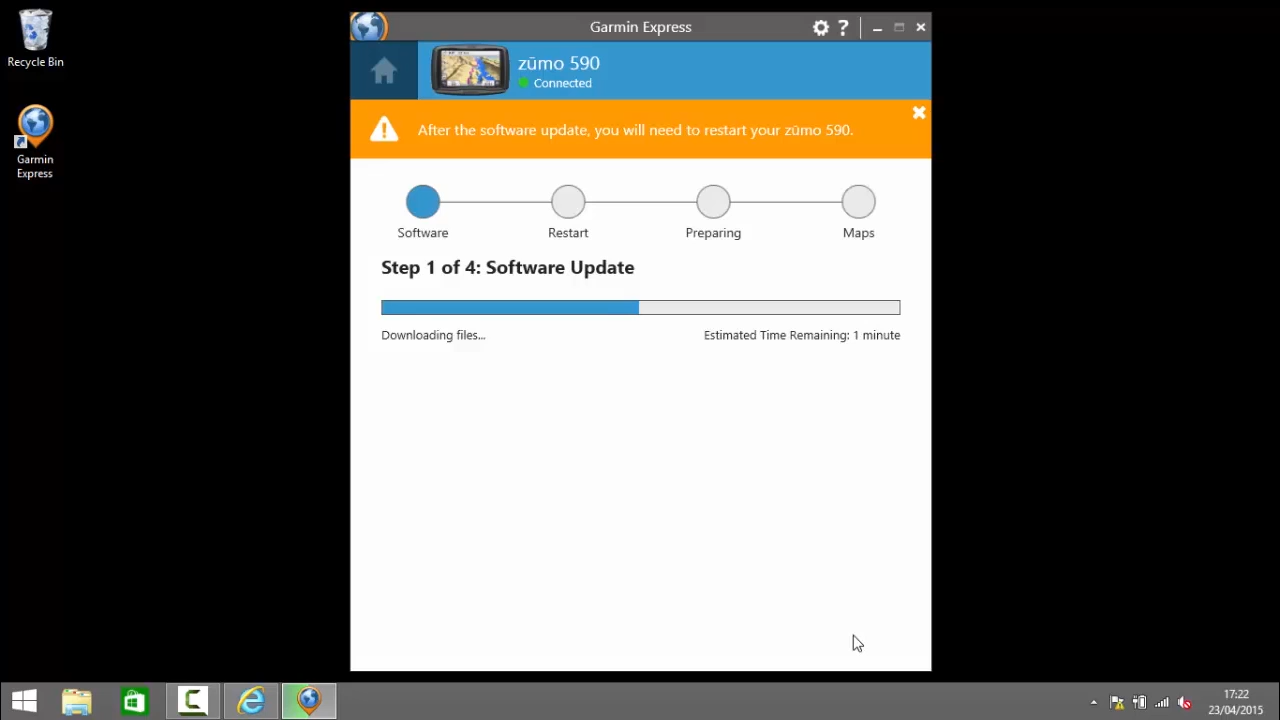 Recycle Bin
Garmin
Express
Garmin Express
zūmo 590
Connected
After the software update, you will need to restart your zūmo 590.
Software
Restart
Preparing
Maps
Step 1 of 4: Software Update
Downloading files...
Estimated Time Remaining: 1 minute
17:22
23/04/2015